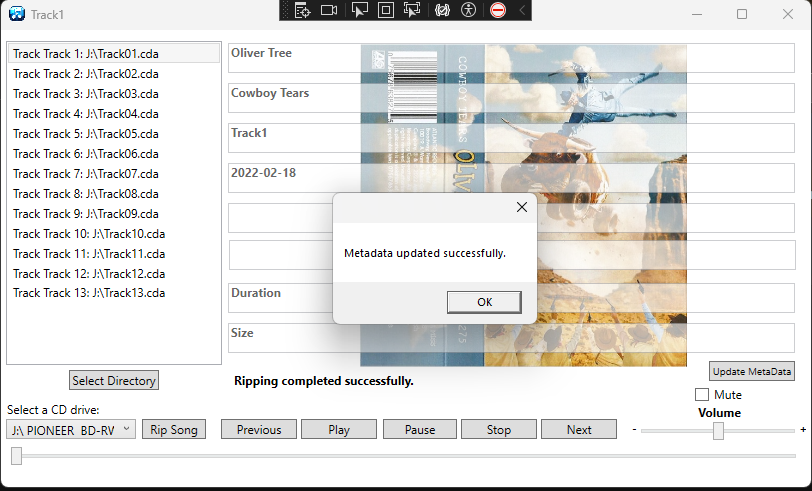 Track1
Track Track 1: J:\Track01.cda
Track Track 2: J:\Track02.cda
Track Track 3: J:\Track03.cda
Track Track 4: J:\Track04.cda
Track Track 5: J:\Track05.cda
Track Track 6: J:\Track06.cda
Track Track 7: J:\Track07.cda
Track Track 8: J:\Track08.cda
Track Track 9: J:\Track09.cda
Track Track 10: J:\Track10.cda
Track Track 11: J:\Track11.cda
Track Track 12: J:\Track12.cda
Track Track 13: J:\Track13.cda
Oliver Tree
Cowboy Tears
Track1
2022-02-18
Duration
Size
COWBOY TEARS
OLIV
Metadata updated successfully.
OK
Select Directory
Ripping completed successfully.
Update MetaData
Mute
Select a CD drive:
Volume
J:\ PIONEER BD-RW
Rip Song
Previous
Play
Pause
Stop
Next
- +